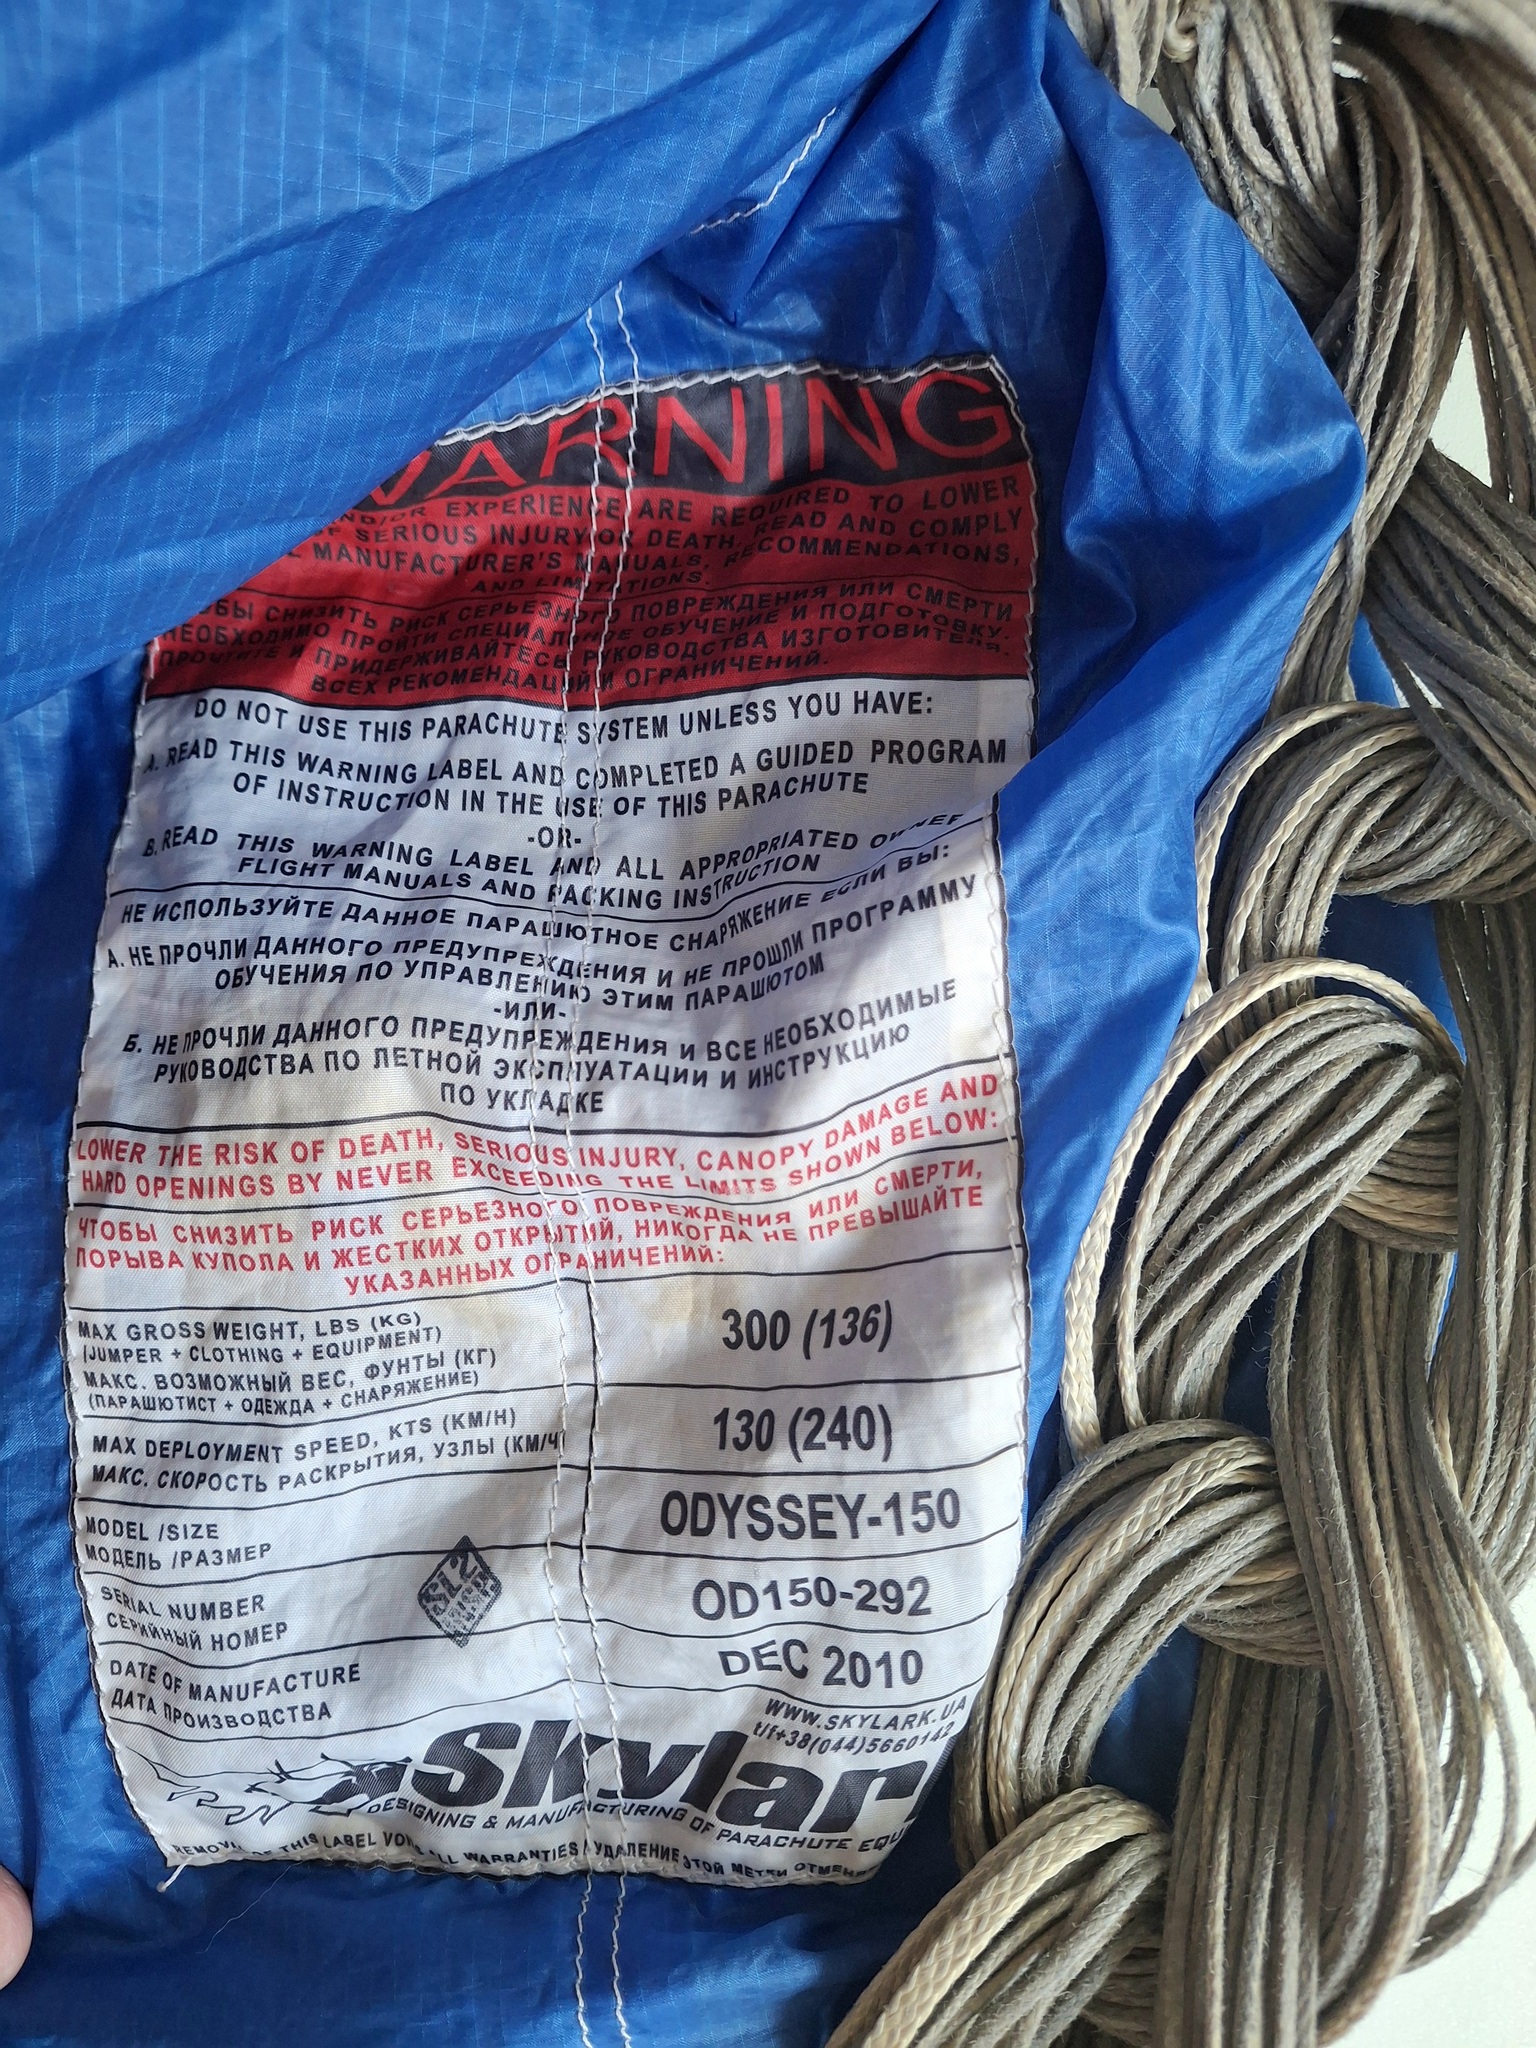 WARNING
AND/OR EXPERIENCE ARE REQUIRED TO LOWER
OF SERIOUS INJURY OR DEATH. READ AND COMPLY
MANUFACTURER'S MANUALS, RECOMMENDATIONS,
AND LIMITATIONS.
ЧТОБЫ СНИЗИТЬ РИСК СЕРЬЕЗНОГО ПОВРЕЖДЕНИЯ ИЛИ СМЕРТИ
НЕОБХОДИМО ПРОЙТИ СПЕЦИАЛЬНОЕ ОБУЧЕНИЕ И ПОДГОТОВКУ.
ПРОЧТИТЕ И ПРИДЕРЖИВАЙТЕСЬ РУКОВОДСТВА ИЗГОТОВИТЕЛЯ.
ВСЕХ РЕКОМЕНДАЦИЙ И ОГРАНИЧЕНИЙ.
DO NOT USE THIS PARACHUTE SYSTEM UNLESS YOU HAVE:
A. READ THIS WARNING LABEL AND COMPLETED A GUIDED PROGRAM
OF INSTRUCTION IN THE USE OF THIS PARACHUTE
-OR-
B. READ THIS WARNING LABEL AND ALL APPROPRIATED OWNER
FLIGHT MANUALS AND PACKING INSTRUCTION
НЕ ИСПОЛЬЗУЙТЕ ДАННОЕ ПАРАШЮТНОЕ СНАРЯЖЕНИЕ ЕСЛИ ВЫ:
А. НЕ ПРОЧЛИ ДАННОГО ПРЕДУПРЕЖДЕНИЯ И НЕ ПРОШЛИ ПРОГРАММУ
ОБУЧЕНИЯ ПО УПРАВЛЕНИЮ ЭТИМ ПАРАШЮТОМ
-ИЛИ-
Б. НЕ ПРОЧЛИ ДАННОГО ПРЕДУПРЕЖДЕНИЯ И ВСЕ НЕОБХОДИМЫЕ
РУКОВОДСТВА ПО ЛЕТНОЙ ЭКСПЛУАТАЦИИ И ИНСТРУКЦИЮ
ПО УКЛАДКЕ
LOWER THE RISK OF DEATH, SERIOUS INJURY, CANOPY DAMAGE AND
HARD OPENINGS BY NEVER EXCEEDING THE LIMITS SHOWN BELOW:
ЧТОБЫ СНИЗИТЬ РИСК СЕРЬЕЗНОГО ПОВРЕЖДЕНИЯ ИЛИ СМЕРТИ,
ПОРЫВА КУПОЛА И ЖЕСТКИХ ОТКРЫТИЙ, НИКОГДА НЕ ПРЕВЫШАЙТЕ
УКАЗАННЫХ ОГРАНИЧЕНИЙ:
MAX GROSS WEIGHT, LBS (KG)
(JUMPER + CLOTHING + EQUIPMENT)
МАКС. ВОЗМОЖНЫЙ ВЕС, ФУНТЫ (КГ)
(ПАРАШЮТИСТ + ОДЕЖДА + СНАРЯЖЕНИЕ)
300 (136)
MAX DEPLOYMENT SPEED, KTS (KM/H)
МАКС. СКОРОСТЬ РАСКРЫТИЯ, УЗЛЫ (КМ/Ч)
130 (240)
MODEL /SIZE
МОДЕЛЬ /РАЗМЕР
ODYSSEY-150
SERIAL NUMBER
СЕРИЙНЫЙ НОМЕР
OD150-292
SL2
DATE OF MANUFACTURE
ДАТА ПРОИЗВОДСТВА
DEC 2010
WWW.SKYLARK.UA
t/f+38(044)5660142
Skylar
DESIGNING & MANUFACTURING OF PARACHUTE EQU
REMOVING OF THIS LABEL VOIDS ALL WARRANTIES / УДАЛЕНИЕ ЭТОЙ МЕТКИ ОТМЕНЯ